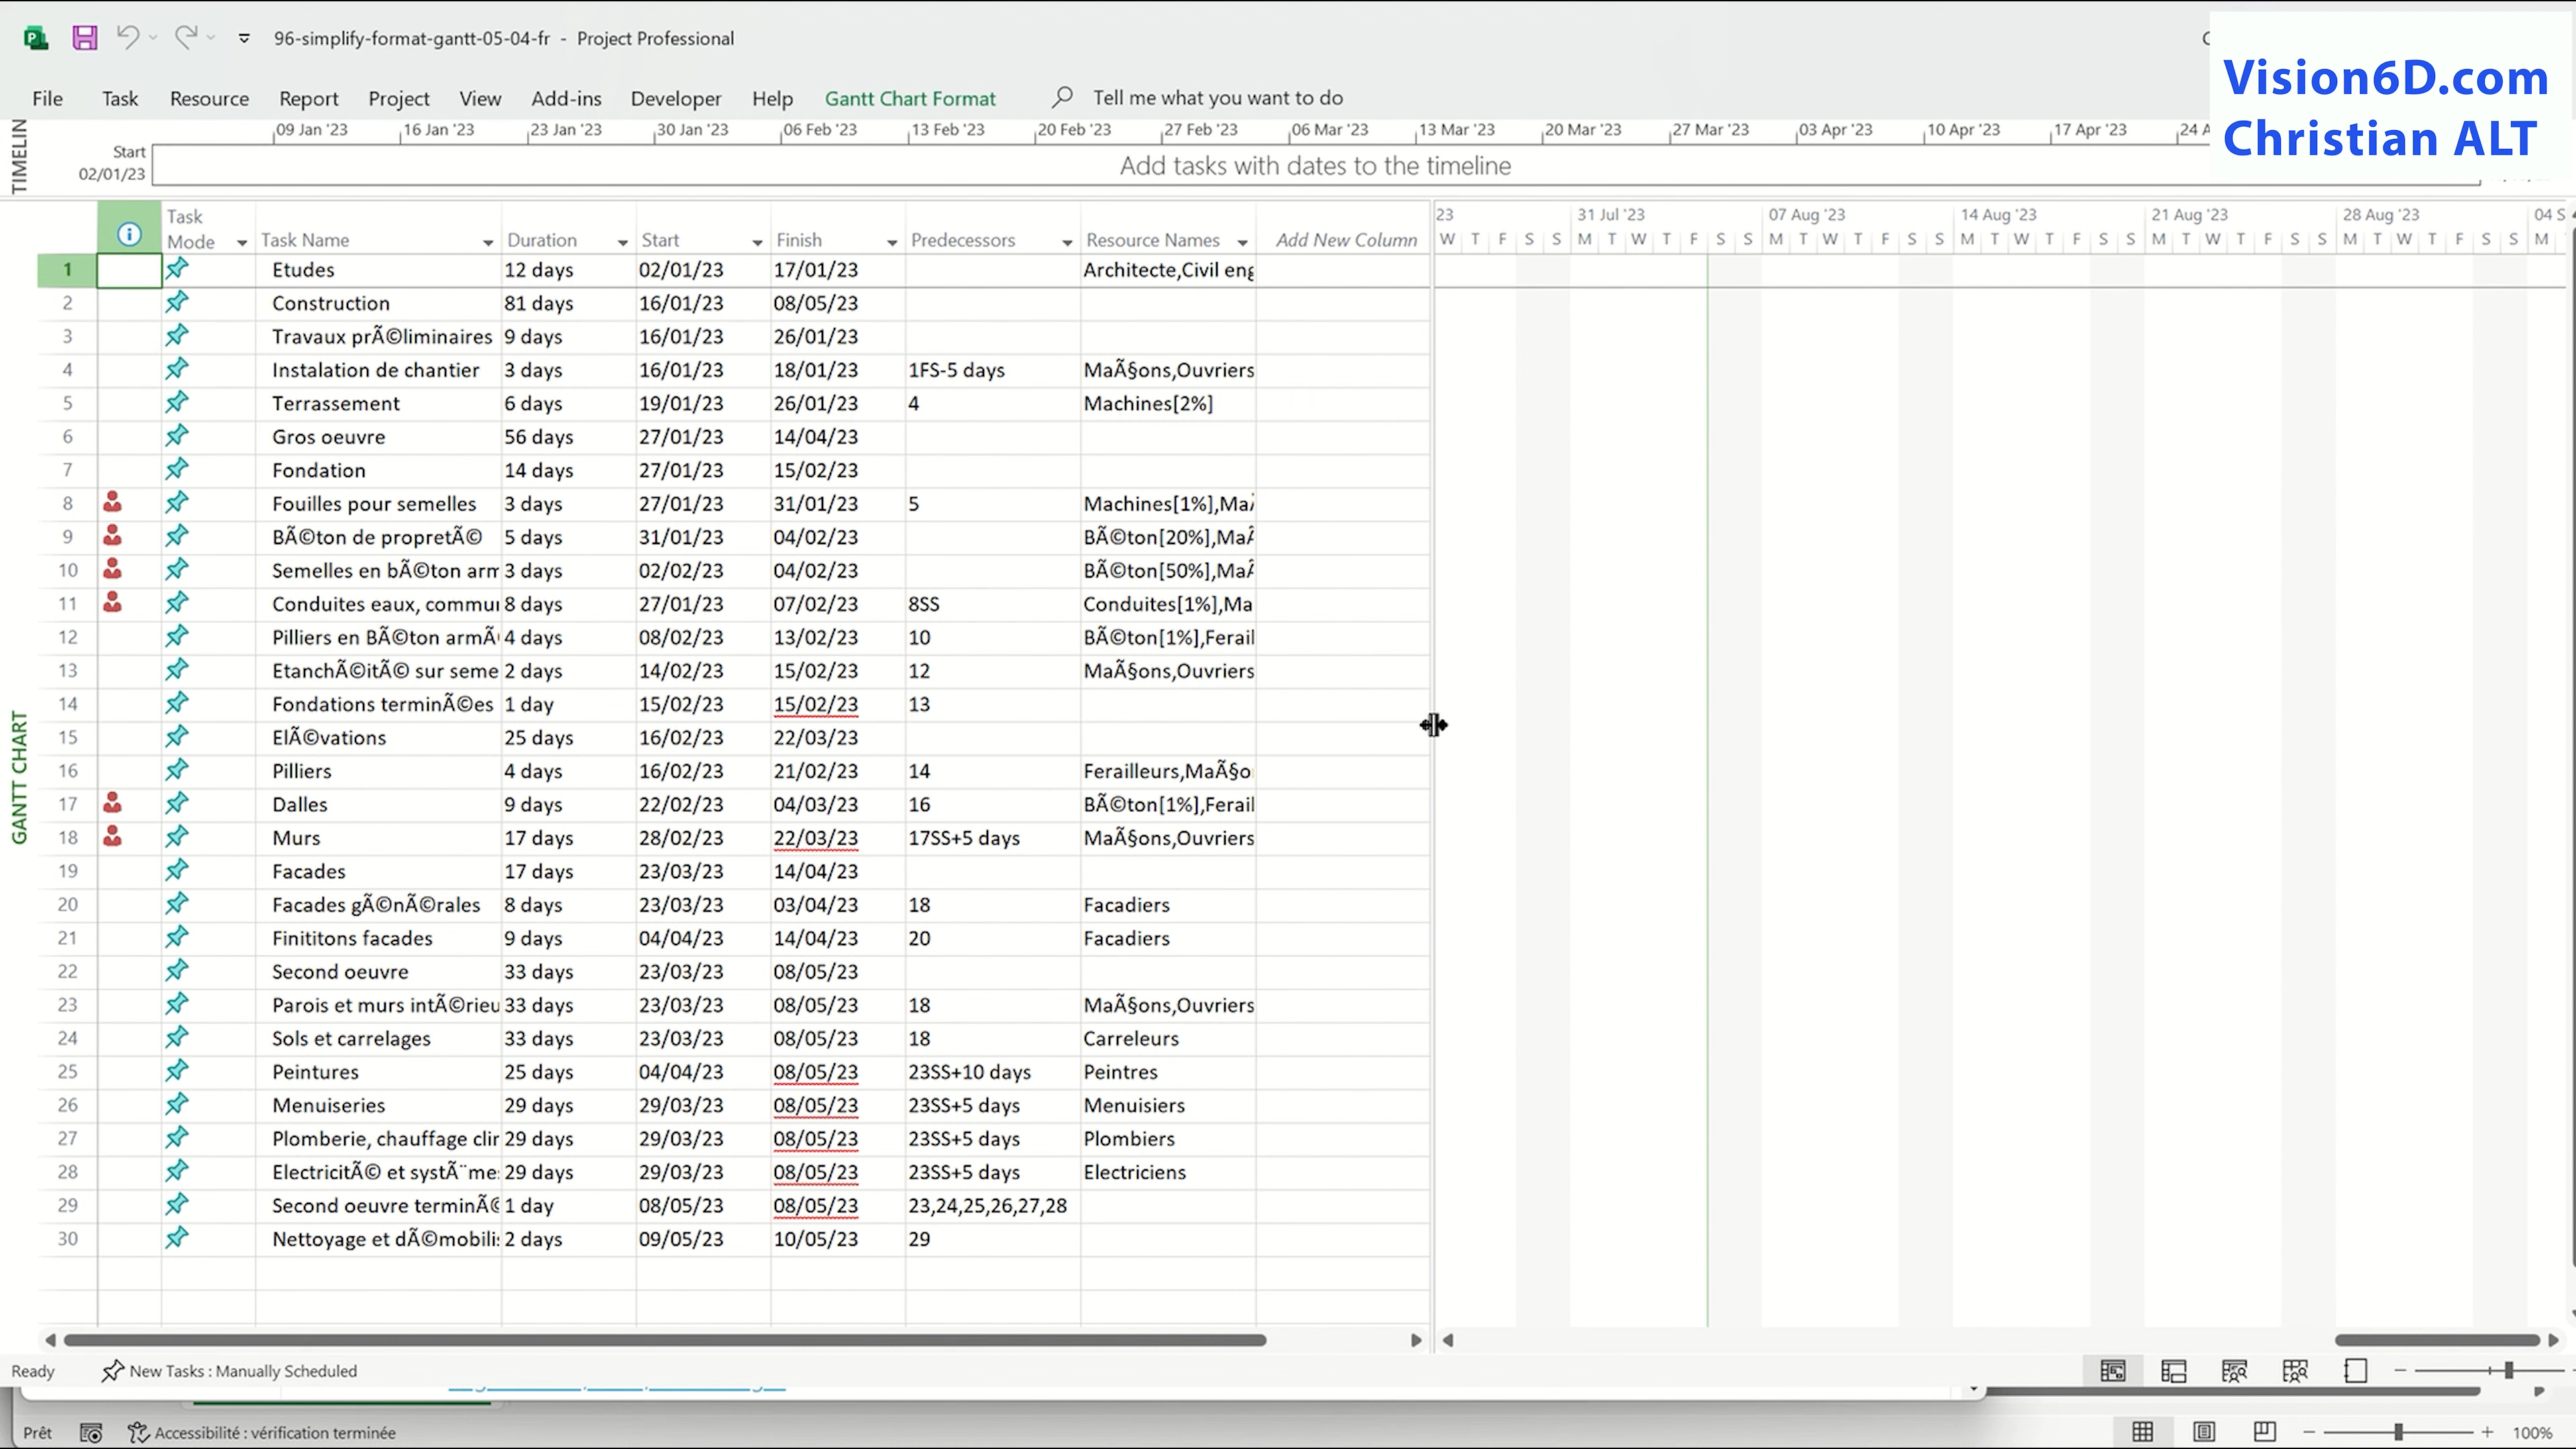 96-simplify-format-gantt-05-04-fr - Project Professional
Vision6D.com
Christian ALT
File Task Resource Report Project View Add-ins Developer Help Gantt Chart Format Tell me what you want to do
TIMELIN
09 Jan '23 16 Jan '23 23 Jan '23 30 Jan '23 06 Feb '23 13 Feb '23 20 Feb '23 27 Feb '23 06 Mar '23 13 Mar '23 20 Mar '23 27 Mar '23 03 Apr '23 10 Apr '23 17 Apr '23 24 A
Start
02/01/23
Add tasks with dates to the timeline
GANTT CHART
Task Mode Task Name Duration Start Finish Predecessors Resource Names Add New Column
23 31 Jul '23 07 Aug '23 14 Aug '23 21 Aug '23 28 Aug '23 04 S
W T F S S M T W T F S S M T W T F S S M T W T F S S M T W T F S S M T W T F S S M
1 Etudes 12 days 02/01/23 17/01/23 Architecte,Civil eng
2 Construction 81 days 16/01/23 08/05/23
3 Travaux prÃ©liminaires 9 days 16/01/23 26/01/23
4 Instalation de chantier 3 days 16/01/23 18/01/23 1FS-5 days MaÃ§ons,Ouvriers
5 Terrassement 6 days 19/01/23 26/01/23 4 Machines[2%]
6 Gros oeuvre 56 days 27/01/23 14/04/23
7 Fondation 14 days 27/01/23 15/02/23
8 Fouilles pour semelles 3 days 27/01/23 31/01/23 5 Machines[1%],MaÃ
9 BÃ©ton de propretÃ© 5 days 31/01/23 04/02/23 BÃ©ton[20%],MaÃ
10 Semelles en bÃ©ton arm 3 days 02/02/23 04/02/23 BÃ©ton[50%],MaÃ
11 Conduites eaux, commu 8 days 27/01/23 07/02/23 8SS Conduites[1%],Ma
12 Pilliers en BÃ©ton armÃ 4 days 08/02/23 13/02/23 10 BÃ©ton[1%],Ferail
13 EtanchÃ©itÃ© sur seme 2 days 14/02/23 15/02/23 12 MaÃ§ons,Ouvriers
14 Fondations terminÃ©es 1 day 15/02/23 15/02/23 13
15 ElÃ©vations 25 days 16/02/23 22/03/23
16 Pilliers 4 days 16/02/23 21/02/23 14 Ferailleurs,MaÃ§o
17 Dalles 9 days 22/02/23 04/03/23 16 BÃ©ton[1%],Ferail
18 Murs 17 days 28/02/23 22/03/23 17SS+5 days MaÃ§ons,Ouvriers
19 Facades 17 days 23/03/23 14/04/23
20 Facades gÃ©nÃ©rales 8 days 23/03/23 03/04/23 18 Facadiers
21 Finititons facades 9 days 04/04/23 14/04/23 20 Facadiers
22 Second oeuvre 33 days 23/03/23 08/05/23
23 Parois et murs intÃ©rieu 33 days 23/03/23 08/05/23 18 MaÃ§ons,Ouvriers
24 Sols et carrelages 33 days 23/03/23 08/05/23 18 Carreleurs
25 Peintures 25 days 04/04/23 08/05/23 23SS+10 days Peintres
26 Menuiseries 29 days 29/03/23 08/05/23 23SS+5 days Menuisiers
27 Plomberie, chauffage clim 29 days 29/03/23 08/05/23 23SS+5 days Plombiers
28 ElectricitÃ© et systÃ¨me 29 days 29/03/23 08/05/23 23SS+5 days Electriciens
29 Second oeuvre terminÃ© 1 day 08/05/23 08/05/23 23,24,25,26,27,28
30 Nettoyage et dÃ©mobilis 2 days 09/05/23 10/05/23 29
Ready New Tasks : Manually Scheduled
Prêt Accessibilité : vérification terminée 100%